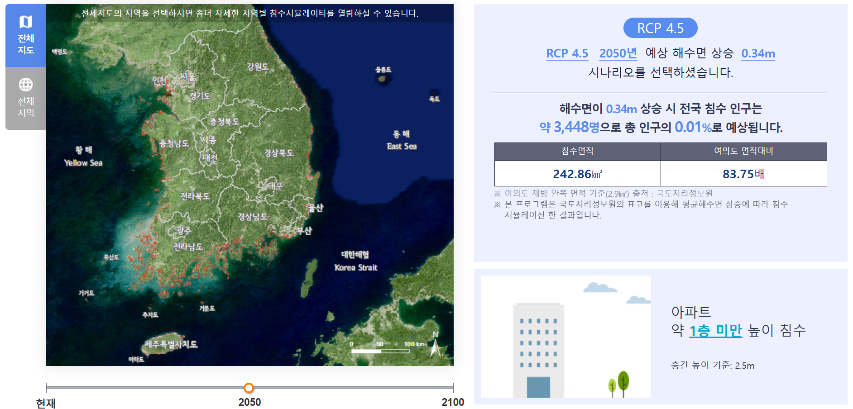 전체지도의 지역을 선택하시면 좀더 자세한 지역별 침수시뮬레이터를 열람하실 수 있습니다.
전체
지도
전체
지역
백령도
인천
서울
경기도
강원도
울릉도
독도
충청북도
충청남도
세종
대전
경상북도
황 해
Yellow Sea
동 해
East Sea
전라북도
대구
울산
경상남도
부산
광주
전라남도
흑산도
대한해협
Korea Strait
가거도
추자도
거문도
제주특별자치도
마라도
N
0 50 100 km
현재
2050
2100
RCP 4.5
RCP 4.5 2050년 예상 해수면 상승 0.34m
시나리오를 선택하셨습니다.
해수면이 0.34m 상승 시 전국 침수 인구는
약 3,448명으로 총 인구의 0.01%로 예상됩니다.
침수면적 여의도 면적대비
242.86㎢ 83.75배
※ 여의도 제방 안쪽 면적 기준(2.9㎢) 출처 : 국토지리정보원
※ 본 프로그램은 국토지리정보원의 표고를 이용해 평균해수면 상승에 따라 침수
시뮬레이션 한 결과입니다.
아파트
약 1층 미만 높이 침수
층간 높이 기준: 2.5m